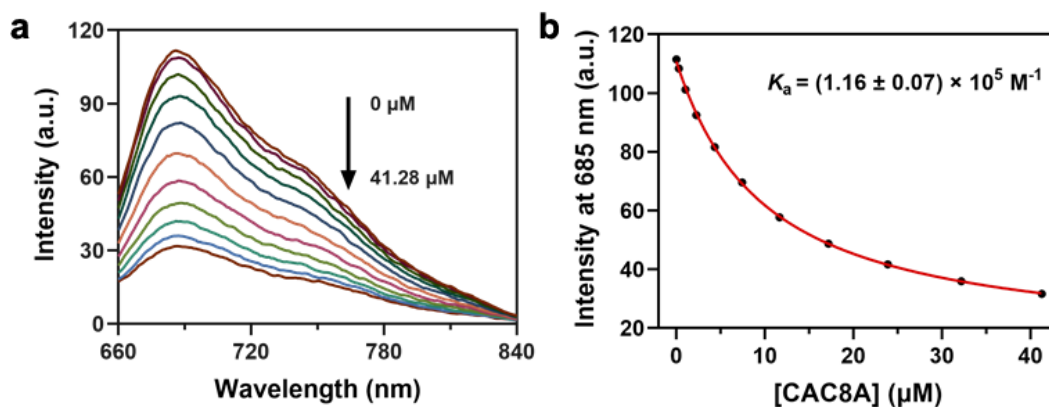 a
120
90
60
30
0
Intensity (a.u.)
0 μM
41.28 μM
660
720
780
840
Wavelength (nm)
b
120
100
80
60
40
20
Intensity at 685 nm (a.u.)
Kₐ = (1.16 ± 0.07) × 10⁵ M⁻¹
0
10
20
30
40
[CAC8A] (μM)